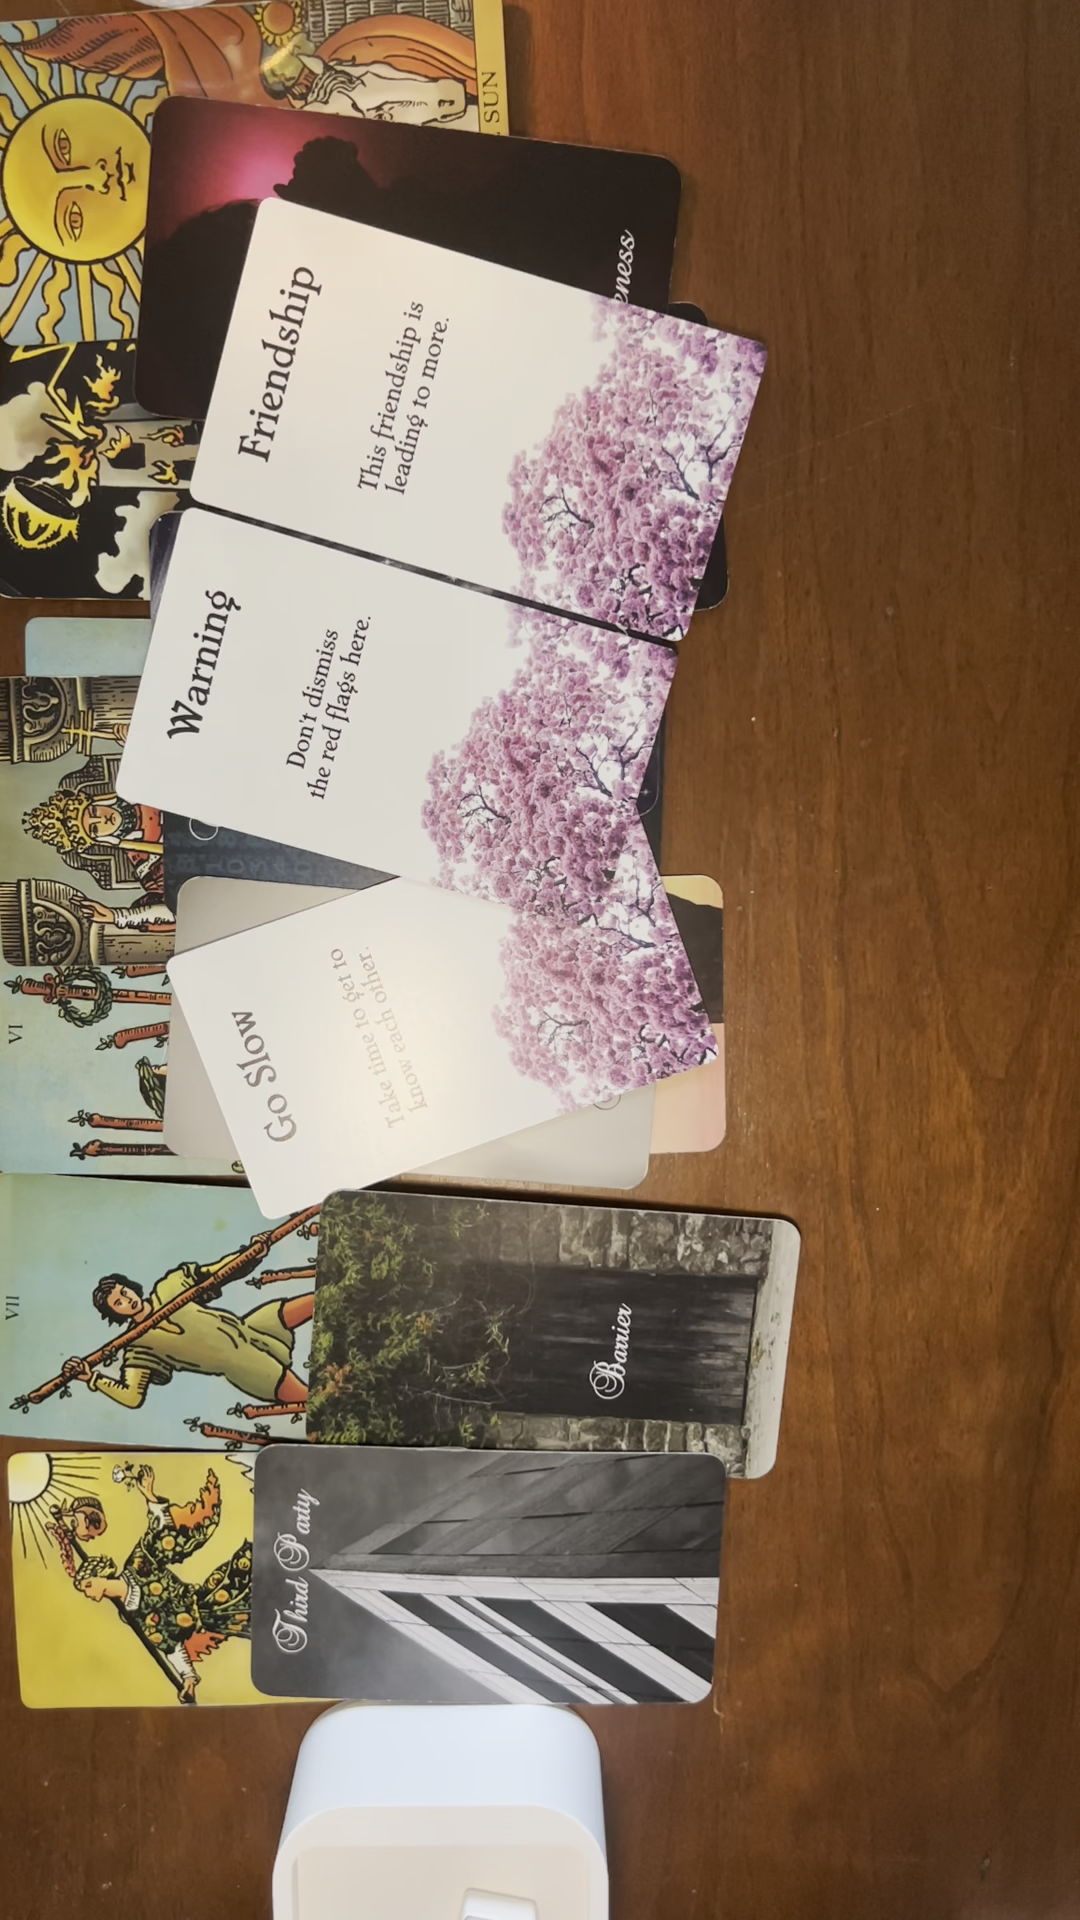 SUN
eness
Friendship
This friendship is
leading to more.
Warning
Don't dismiss
the red flags here.
VI
Go Slow
Take time to get to
know each other.
VII
Barrier
Third Party